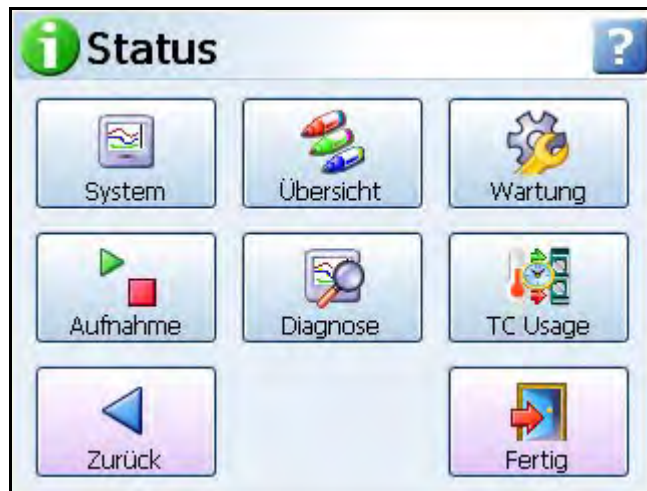 Status
?
System
Übersicht
Wartung
Aufnahme
Diagnose
TC Usage
Zurück
Fertig